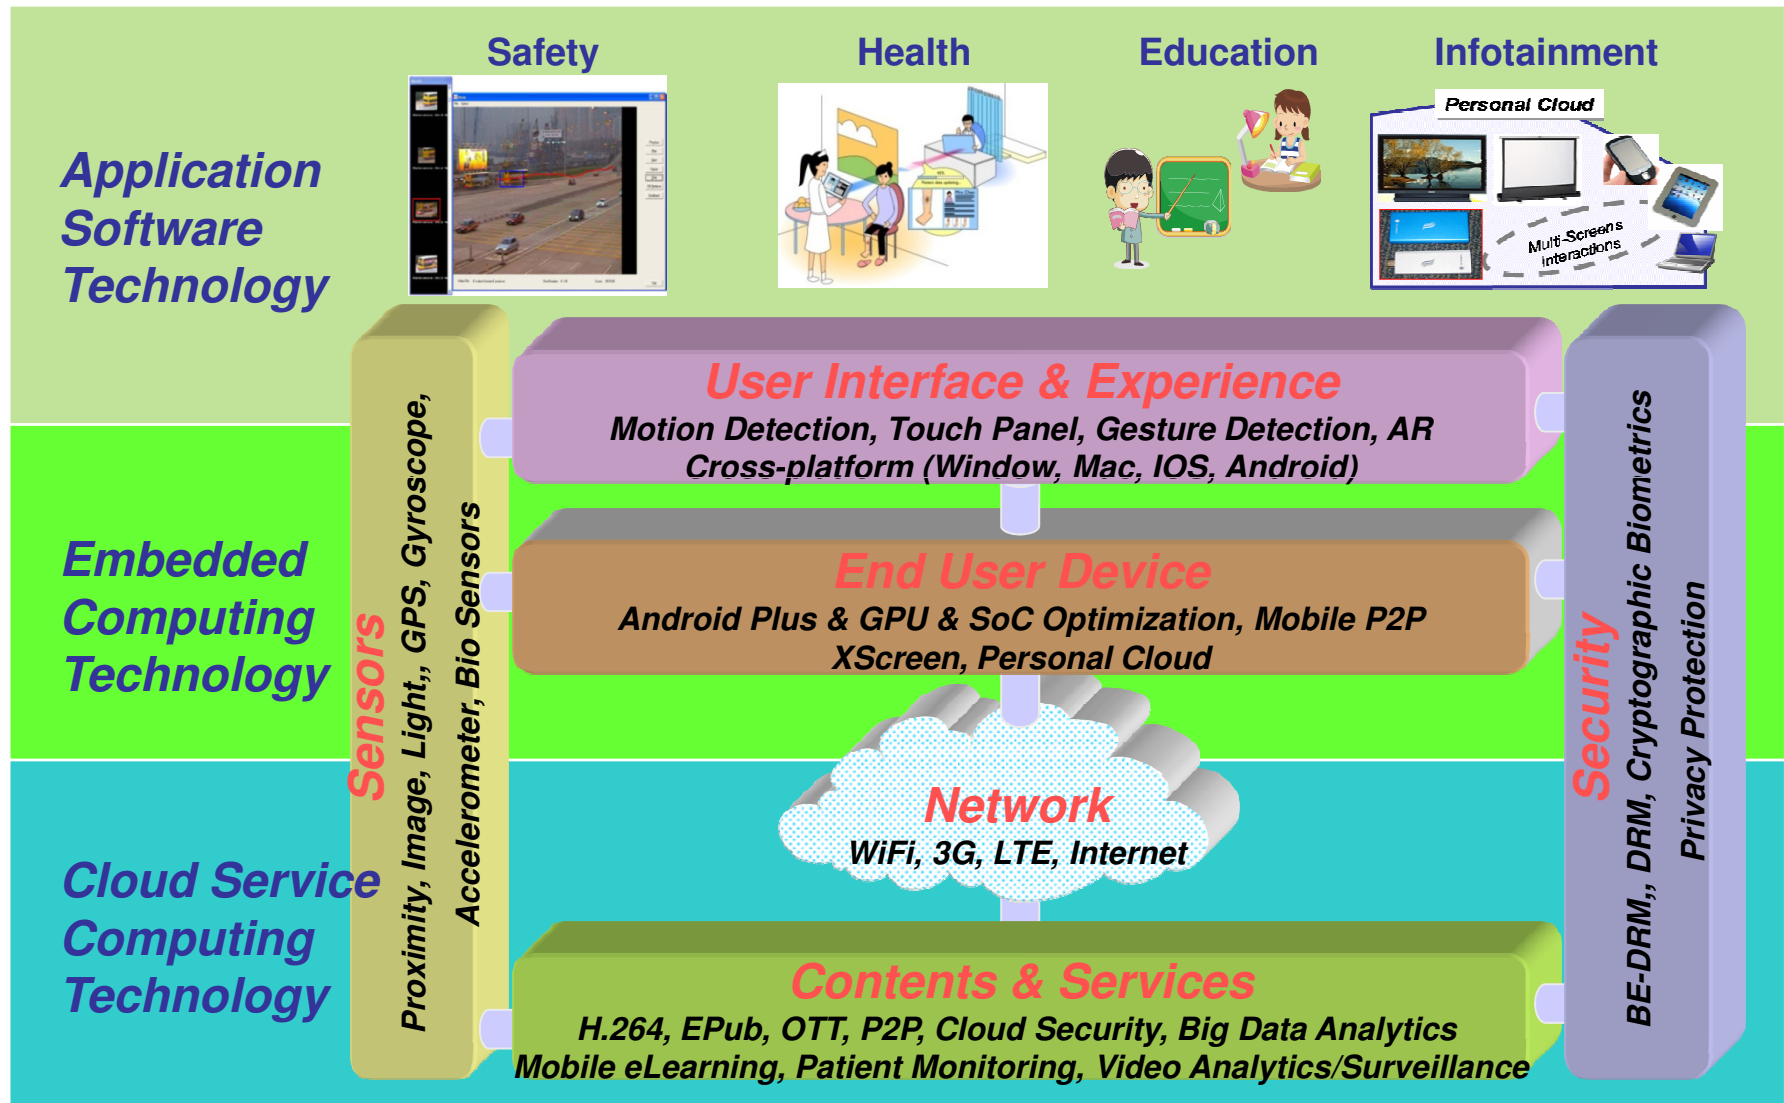 Safety
Health
Education
Infotainment
Personal Cloud
Multi-Screens
Interactions
Application
Software
Technology
User Interface & Experience
Motion Detection, Touch Panel, Gesture Detection, AR
Cross-platform (Window, Mac, IOS, Android)
Embedded
Computing
Technology
End User Device
Android Plus & GPU & SoC Optimization, Mobile P2P
XScreen, Personal Cloud
Sensors
Proximity, Image, Light,, GPS, Gyroscope,
Accelerometer, Bio Sensors
Security
BE-DRM,, DRM, Cryptographic Biometrics
Privacy Protection
Network
WiFi, 3G, LTE, Internet
Cloud Service
Computing
Technology
Contents & Services
H.264, EPub, OTT, P2P, Cloud Security, Big Data Analytics
Mobile eLearning, Patient Monitoring, Video Analytics/Surveillance